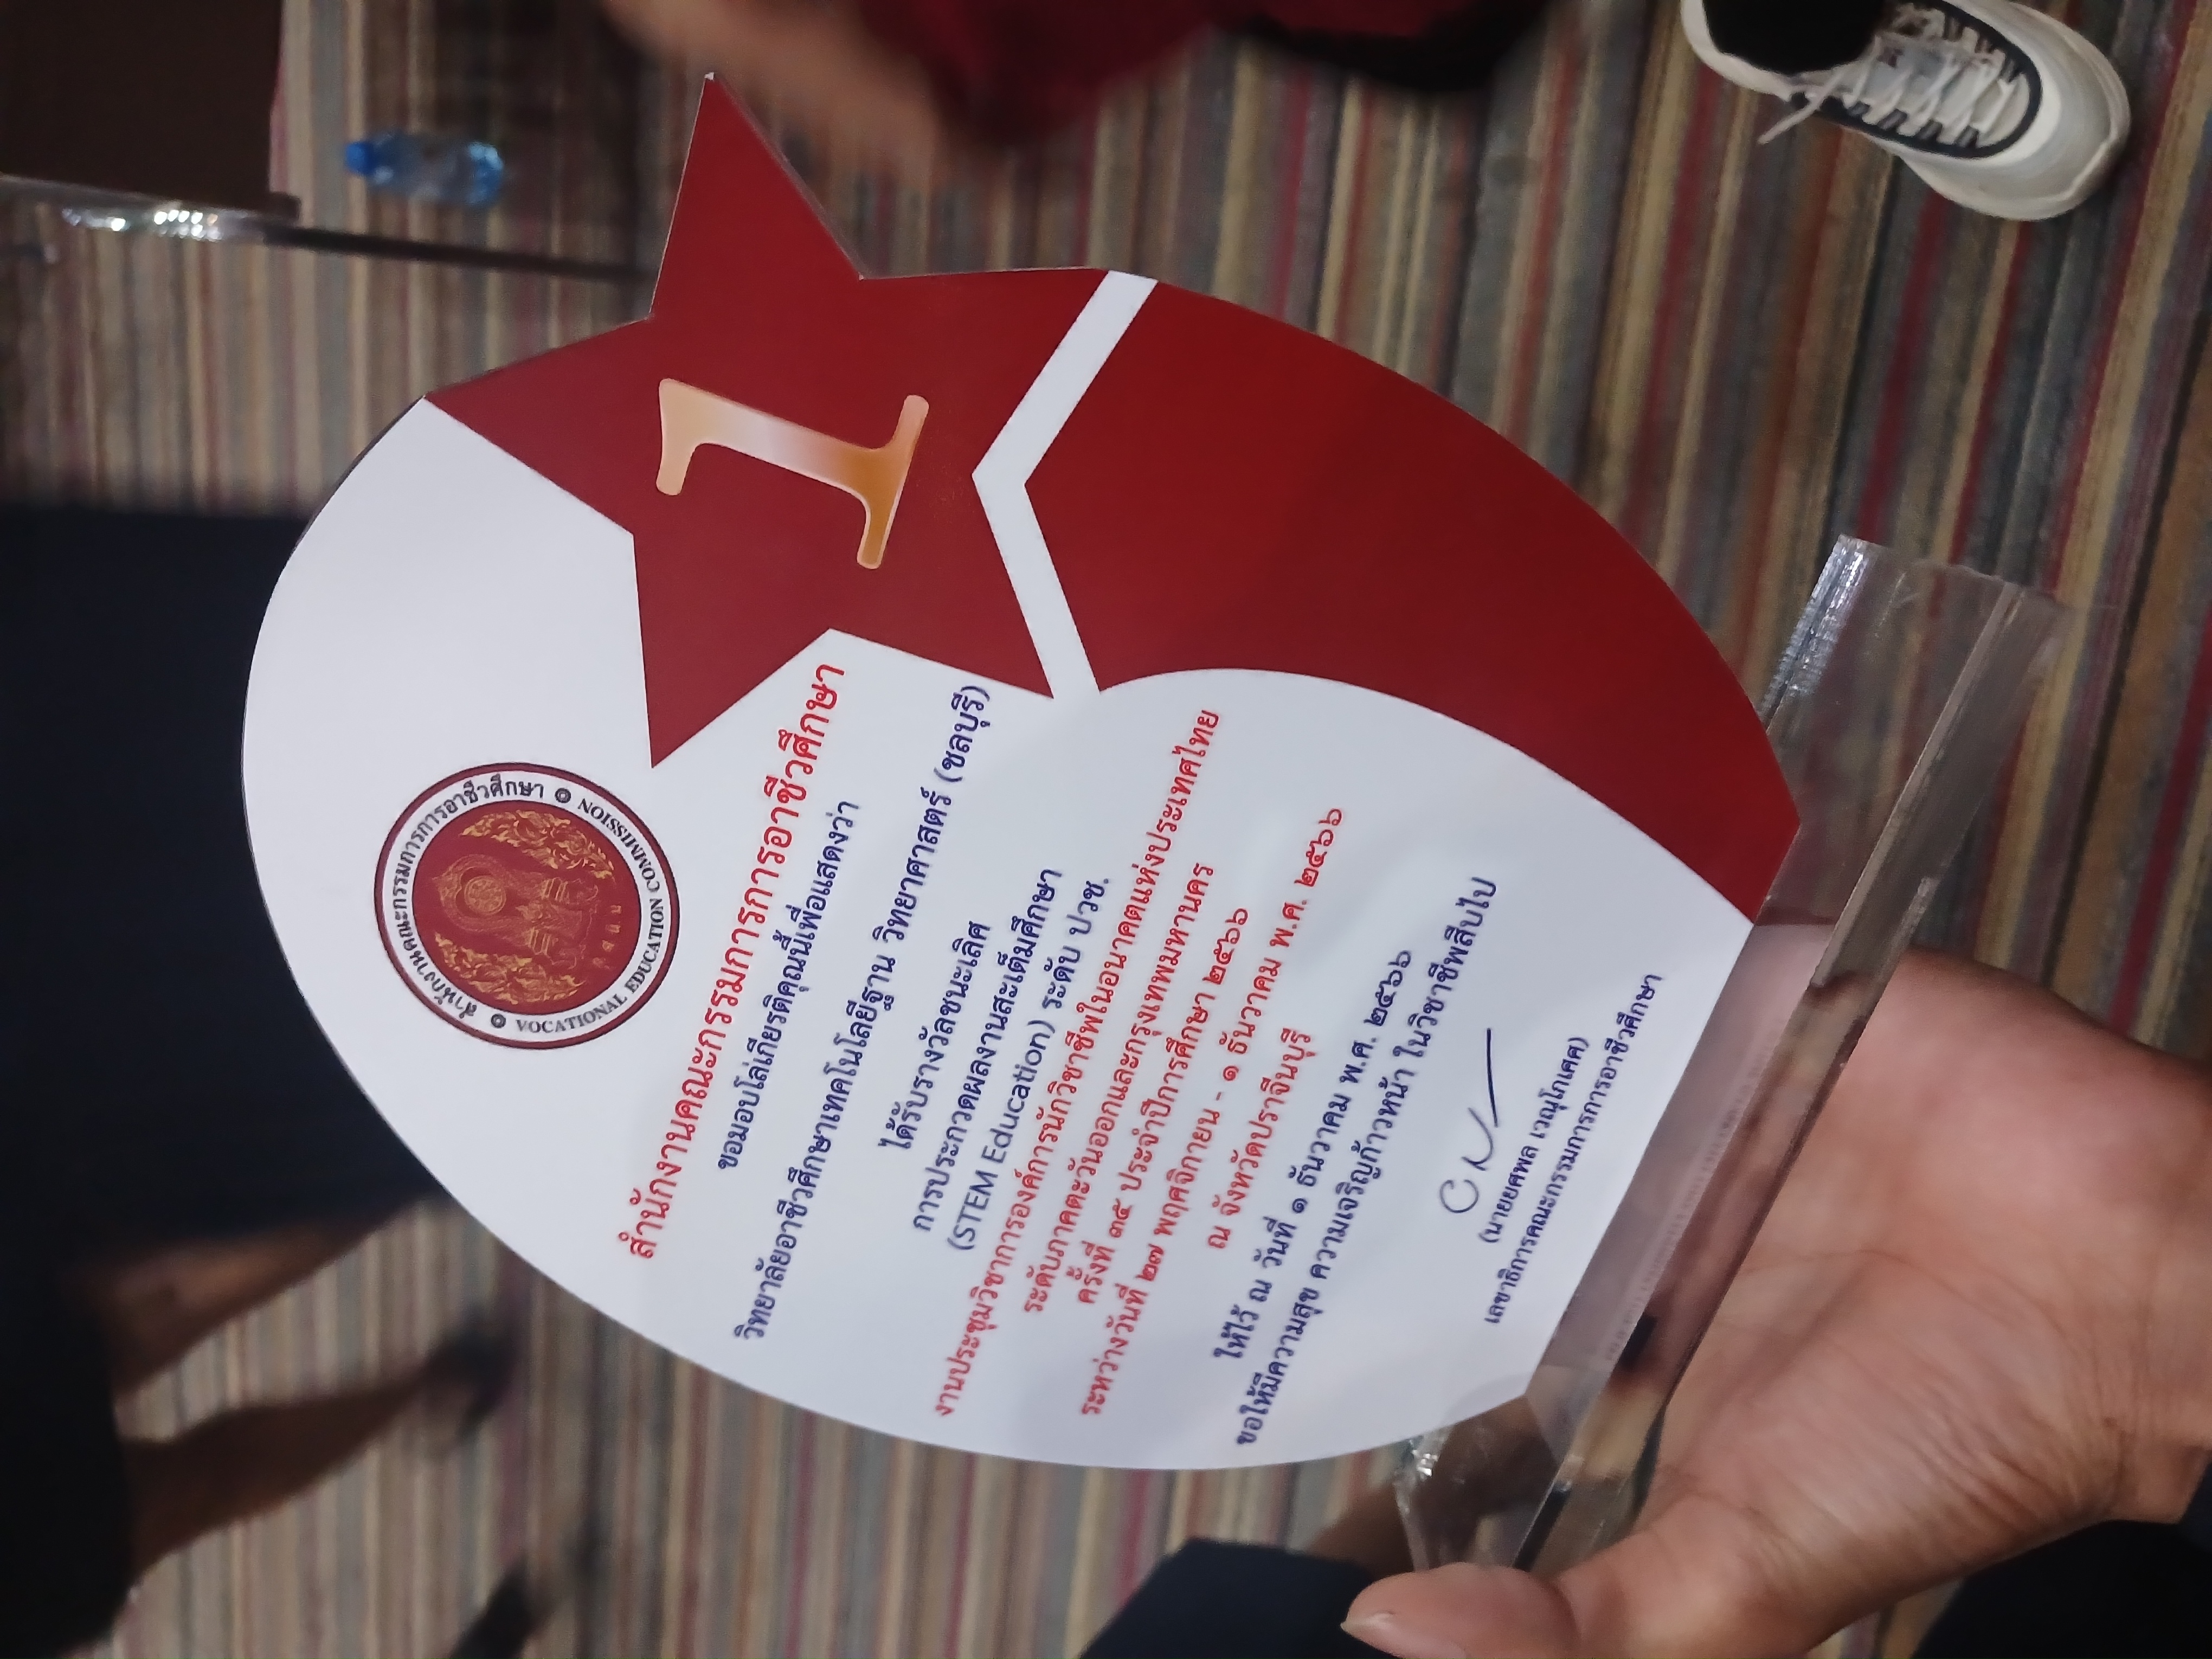 สำนักงานคณะกรรมการการอาชีวศึกษา
VOCATIONAL EDUCATION COMMISSION
สำนักงานคณะกรรมการการอาชีวศึกษา
ขอมอบโล่เกียรติคุณนี้เพื่อแสดงว่า
วิทยาลัยอาชีวศึกษาเทคโนโลยีฐาน วิทยาศาสตร์ (ชลบุรี)
ได้รับรางวัลชนะเลิศ
การประกวดผลงานสะเต็มศึกษา
(STEM Education) ระดับ ปวช.
งานประชุมวิชาการองค์การนักวิชาชีพในอนาคตแห่งประเทศไทย
ระดับภาคตะวันออกและกรุงเทพมหานคร
ครั้งที่ ๓๕ ประจำปีการศึกษา ๒๕๖๖
ระหว่างวันที่ ๒๗ พฤศจิกายน - ๑ ธันวาคม พ.ศ. ๒๕๖๖
ณ จังหวัดปราจีนบุรี
ให้ไว้ ณ วันที่ ๑ ธันวาคม พ.ศ. ๒๕๖๖
ขอให้มีความสุข ความเจริญก้าวหน้า ในวิชาชีพสืบไป
(นายยศพล เวณุโกเศศ)
เลขาธิการคณะกรรมการการอาชีวศึกษา
1